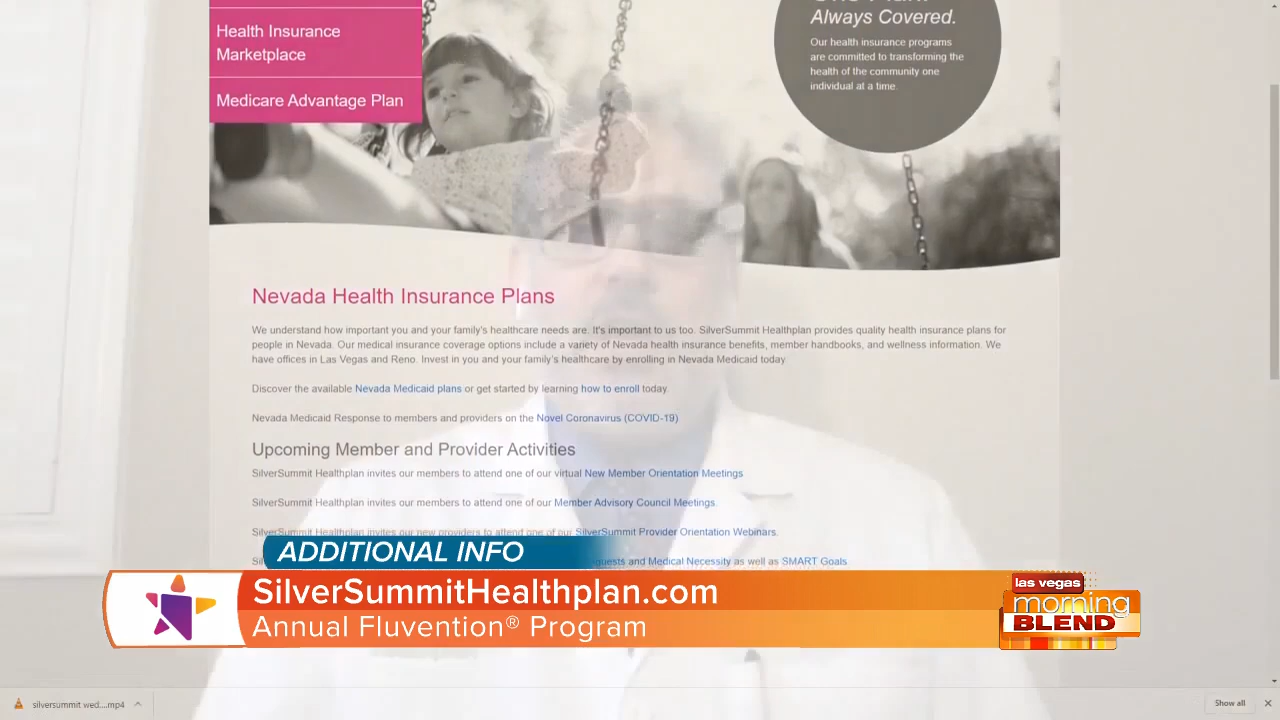 Health Insurance
Marketplace
Medicare Advantage Plan
Always Covered.
Our health insurance programs
are committed to transforming the
health of the community one
individual at a time.
Nevada Health Insurance Plans
We understand how important you and your family's healthcare needs are. It's important to us too. SilverSummit Healthplan provides quality health insurance plans for
people in Nevada. Our medical insurance coverage options include a variety of Nevada health insurance benefits, member handbooks, and wellness information. We
have offices in Las Vegas and Reno. Invest in you and your family's healthcare by enrolling in Nevada Medicaid today.
Discover the available Nevada Medicaid plans or get started by learning how to enroll today.
Nevada Medicaid Response to members and providers on the Novel Coronavirus (COVID-19)
Upcoming Member and Provider Activities
SilverSummit Healthplan invites our members to attend one of our virtual New Member Orientation Meetings
SilverSummit Healthplan invites our members to attend one of our Member Advisory Council Meetings.
SilverSummit Healthplan invites our new providers to attend one of our SilverSummit Provider Orientation Webinars.
and Medical Necessity as well as SMART Goals
ADDITIONAL INFO
SilverSummitHealthplan.com
Annual Fluvention® Program
las vegas
morning
BLEND
silversummit wed....mp4
Show all